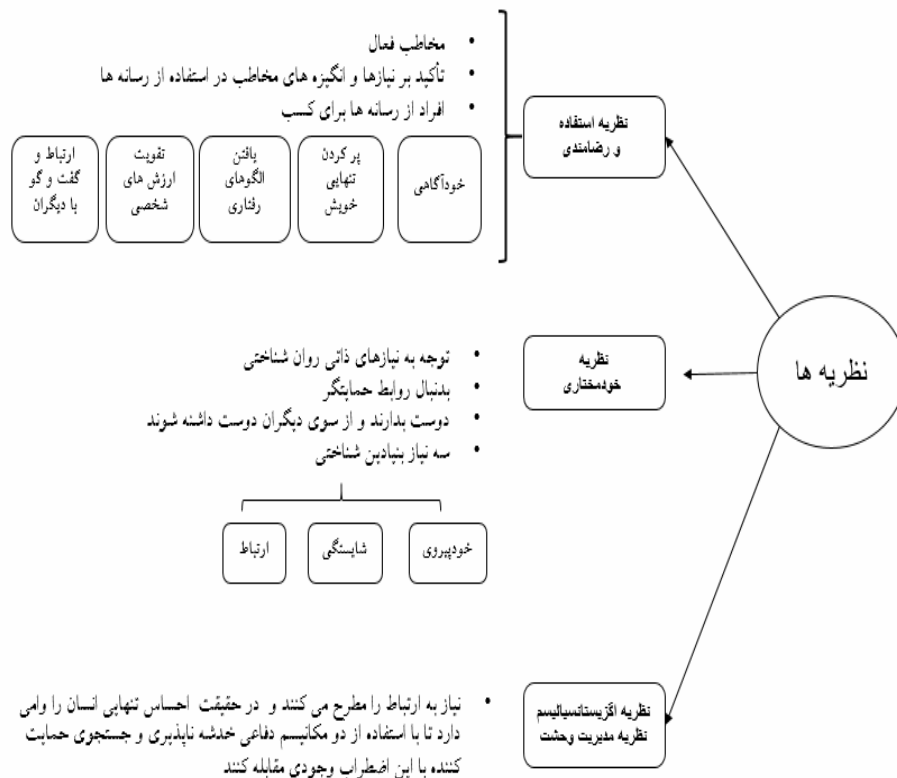 نظریه ها
نظریه استفاده
و رضامندی
• مخاطب فعال
• تأکید بر نیازها و انگیزه های مخاطب در استفاده از رسانه ها
• افراد از رسانه ها برای کسب
خودآگاهی
پر کردن
تنهایی
خویش
یافتن
الگوهای
رفتاری
تقویت
ارزش های
شخصی
ارتباط و
گفت و گو
با دیگران
نظریه
خودمختاری
• توجه به نیازهای ذاتی روان شناختی
• بدنبال روابط حمایتگر
• دوست بدارند و از سوی دیگران دوست داشته شوند
• سه نیاز بنیادین شناختی
خودپیروی
شایستگی
ارتباط
نظریه اگزیستانسیالیسم
نظریه مدیریت وحشت
• نیاز به ارتباط را مطرح می کنند و در حقیقت احساس تنهایی انسان را وامی
دارد تا با استفاده از دو مکانیسم دفاعی خدشه ناپذیری و جستجوی حمایت
کننده با این اضطراب وجودی مقابله کنند